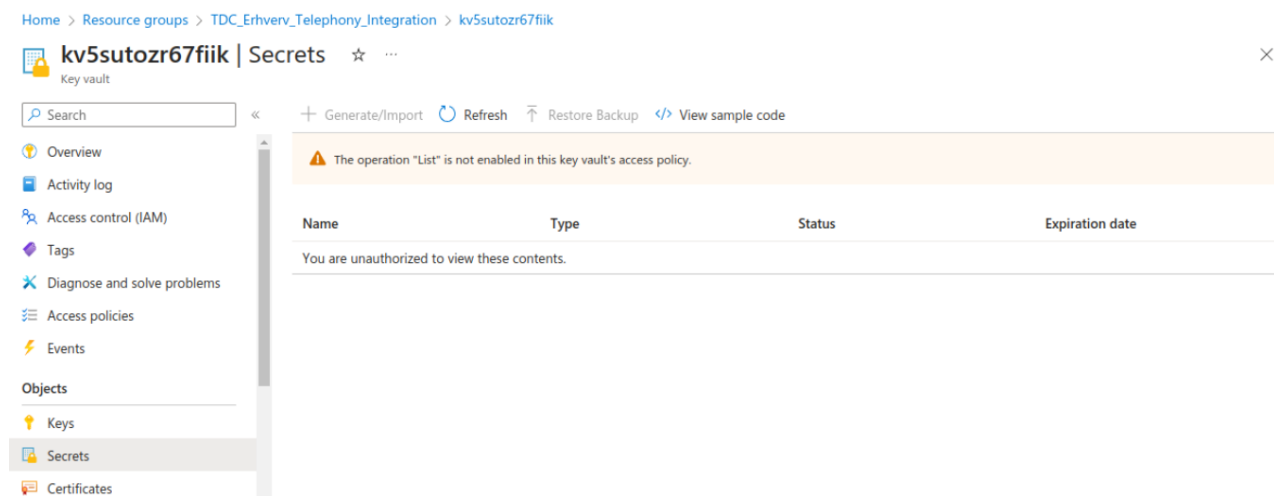 Home > Resource groups > TDC_Erhverv_Telephony_Integration > kv5sutozr67fiik
kv5sutozr67fiik | Secrets
Key vault
Search
Generate/Import Refresh Restore Backup View sample code
The operation "List" is not enabled in this key vault's access policy.
Overview
Activity log
Access control (IAM)
Tags
Diagnose and solve problems
Access policies
Events
Objects
Keys
Secrets
Certificates
Name Type Status Expiration date
You are unauthorized to view these contents.